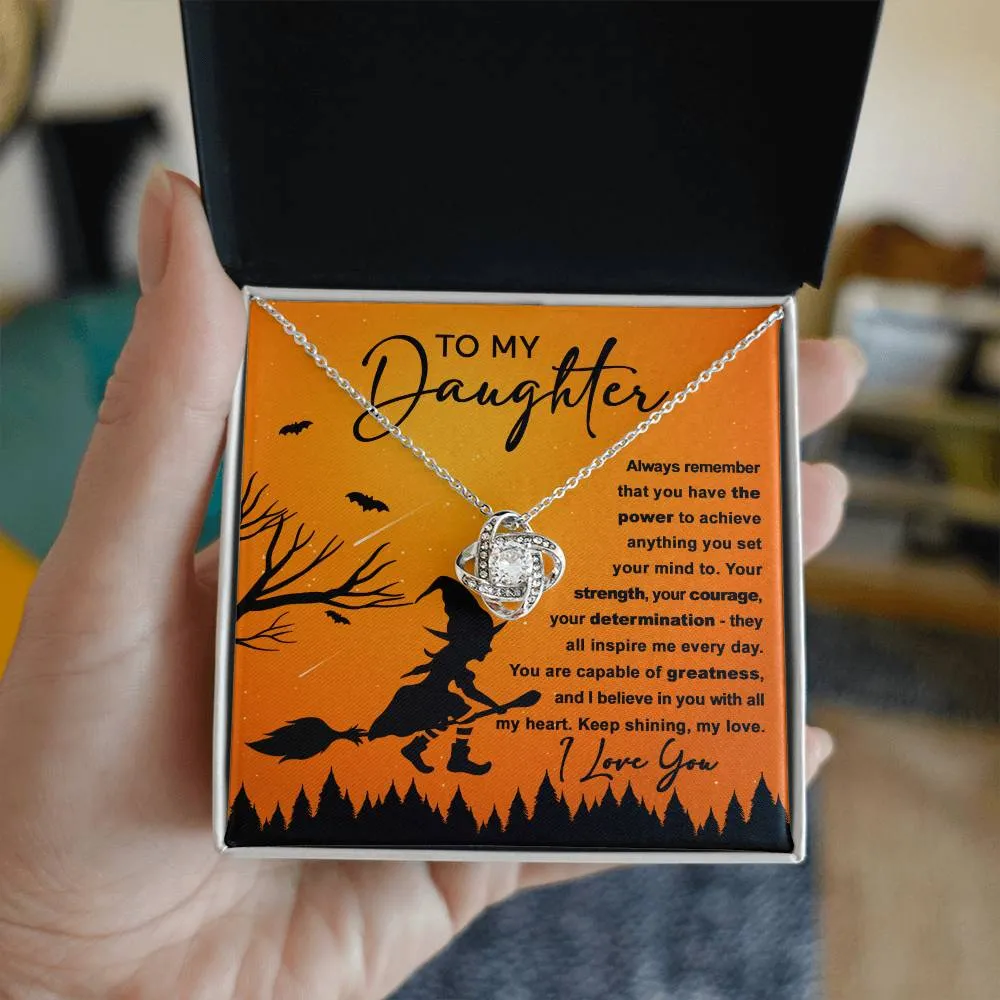 TO MY
Daughter
Always remember
that you have the
power to achieve
anything you set
your mind to. Your
strength, your courage,
your determination - they
all inspire me every day.
You are capable of greatness,
and I believe in you with all
my heart. Keep shining, my love.
I Love You